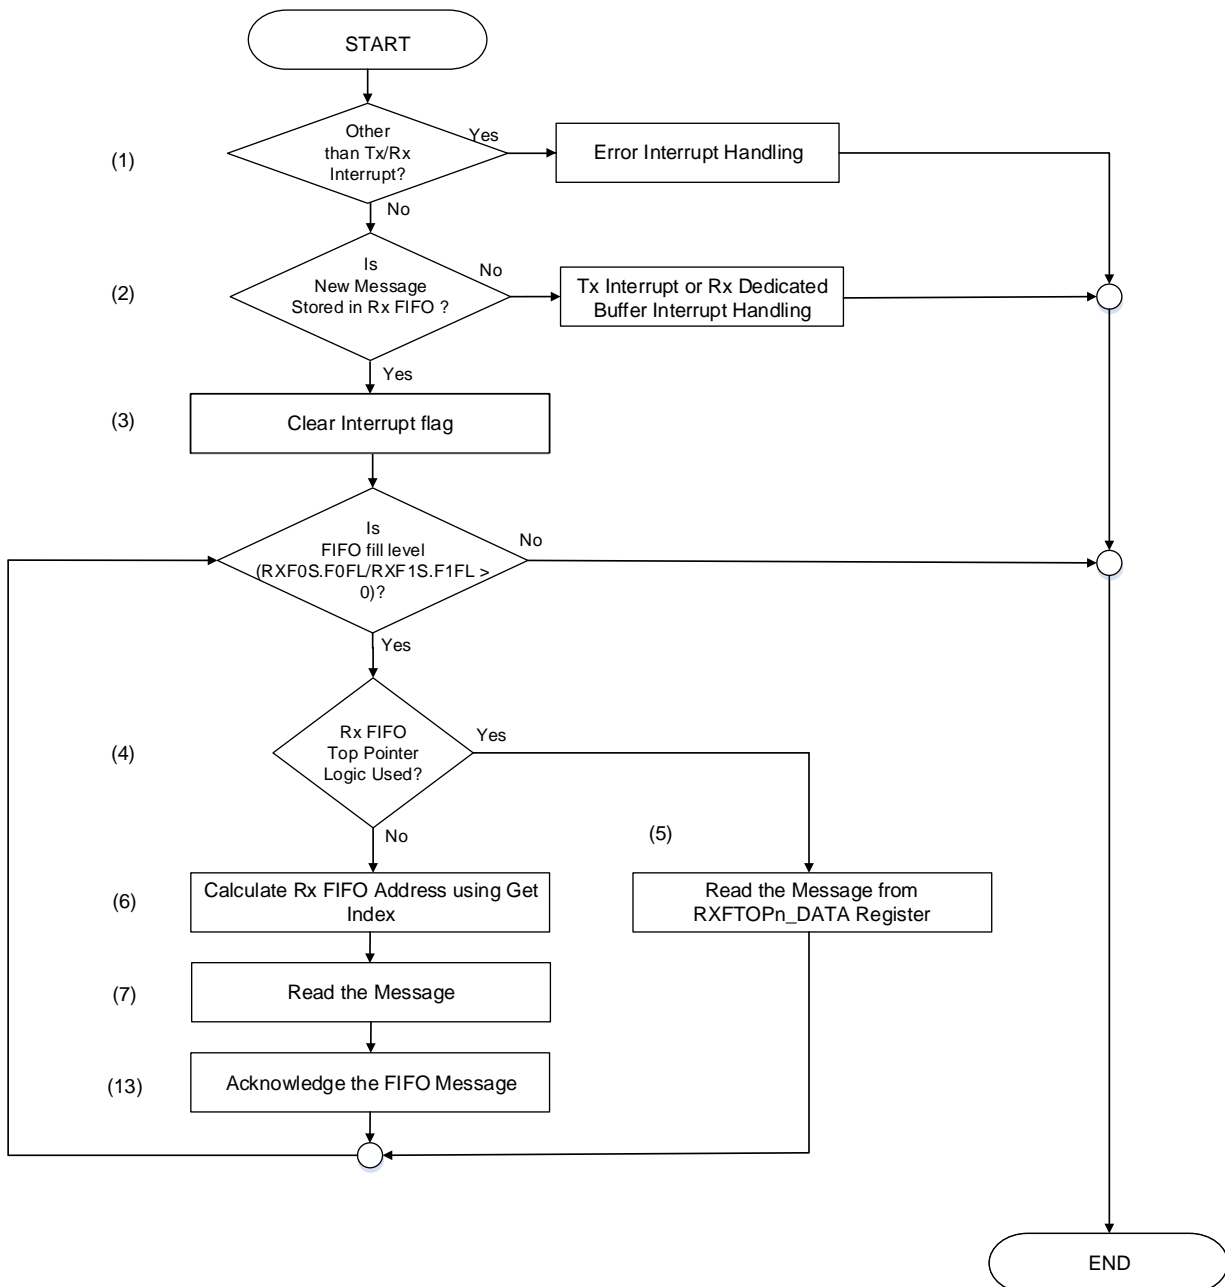 START
(1)
Other
than Tx/Rx
Interrupt?
Yes
Error Interrupt Handling
No
(2)
Is
New Message
Stored in Rx FIFO ?
No
Tx Interrupt or Rx Dedicated
Buffer Interrupt Handling
Yes
(3)
Clear Interrupt flag
Is
FIFO fill level
(RXF0S.F0FL/RXF1S.F1FL >
0)?
No
Yes
(4)
Rx FIFO
Top Pointer
Logic Used?
Yes
No
(5)
(6)
Calculate Rx FIFO Address using Get
Index
Read the Message from
RXFTOPn_DATA Register
(7)
Read the Message
(13)
Acknowledge the FIFO Message
END